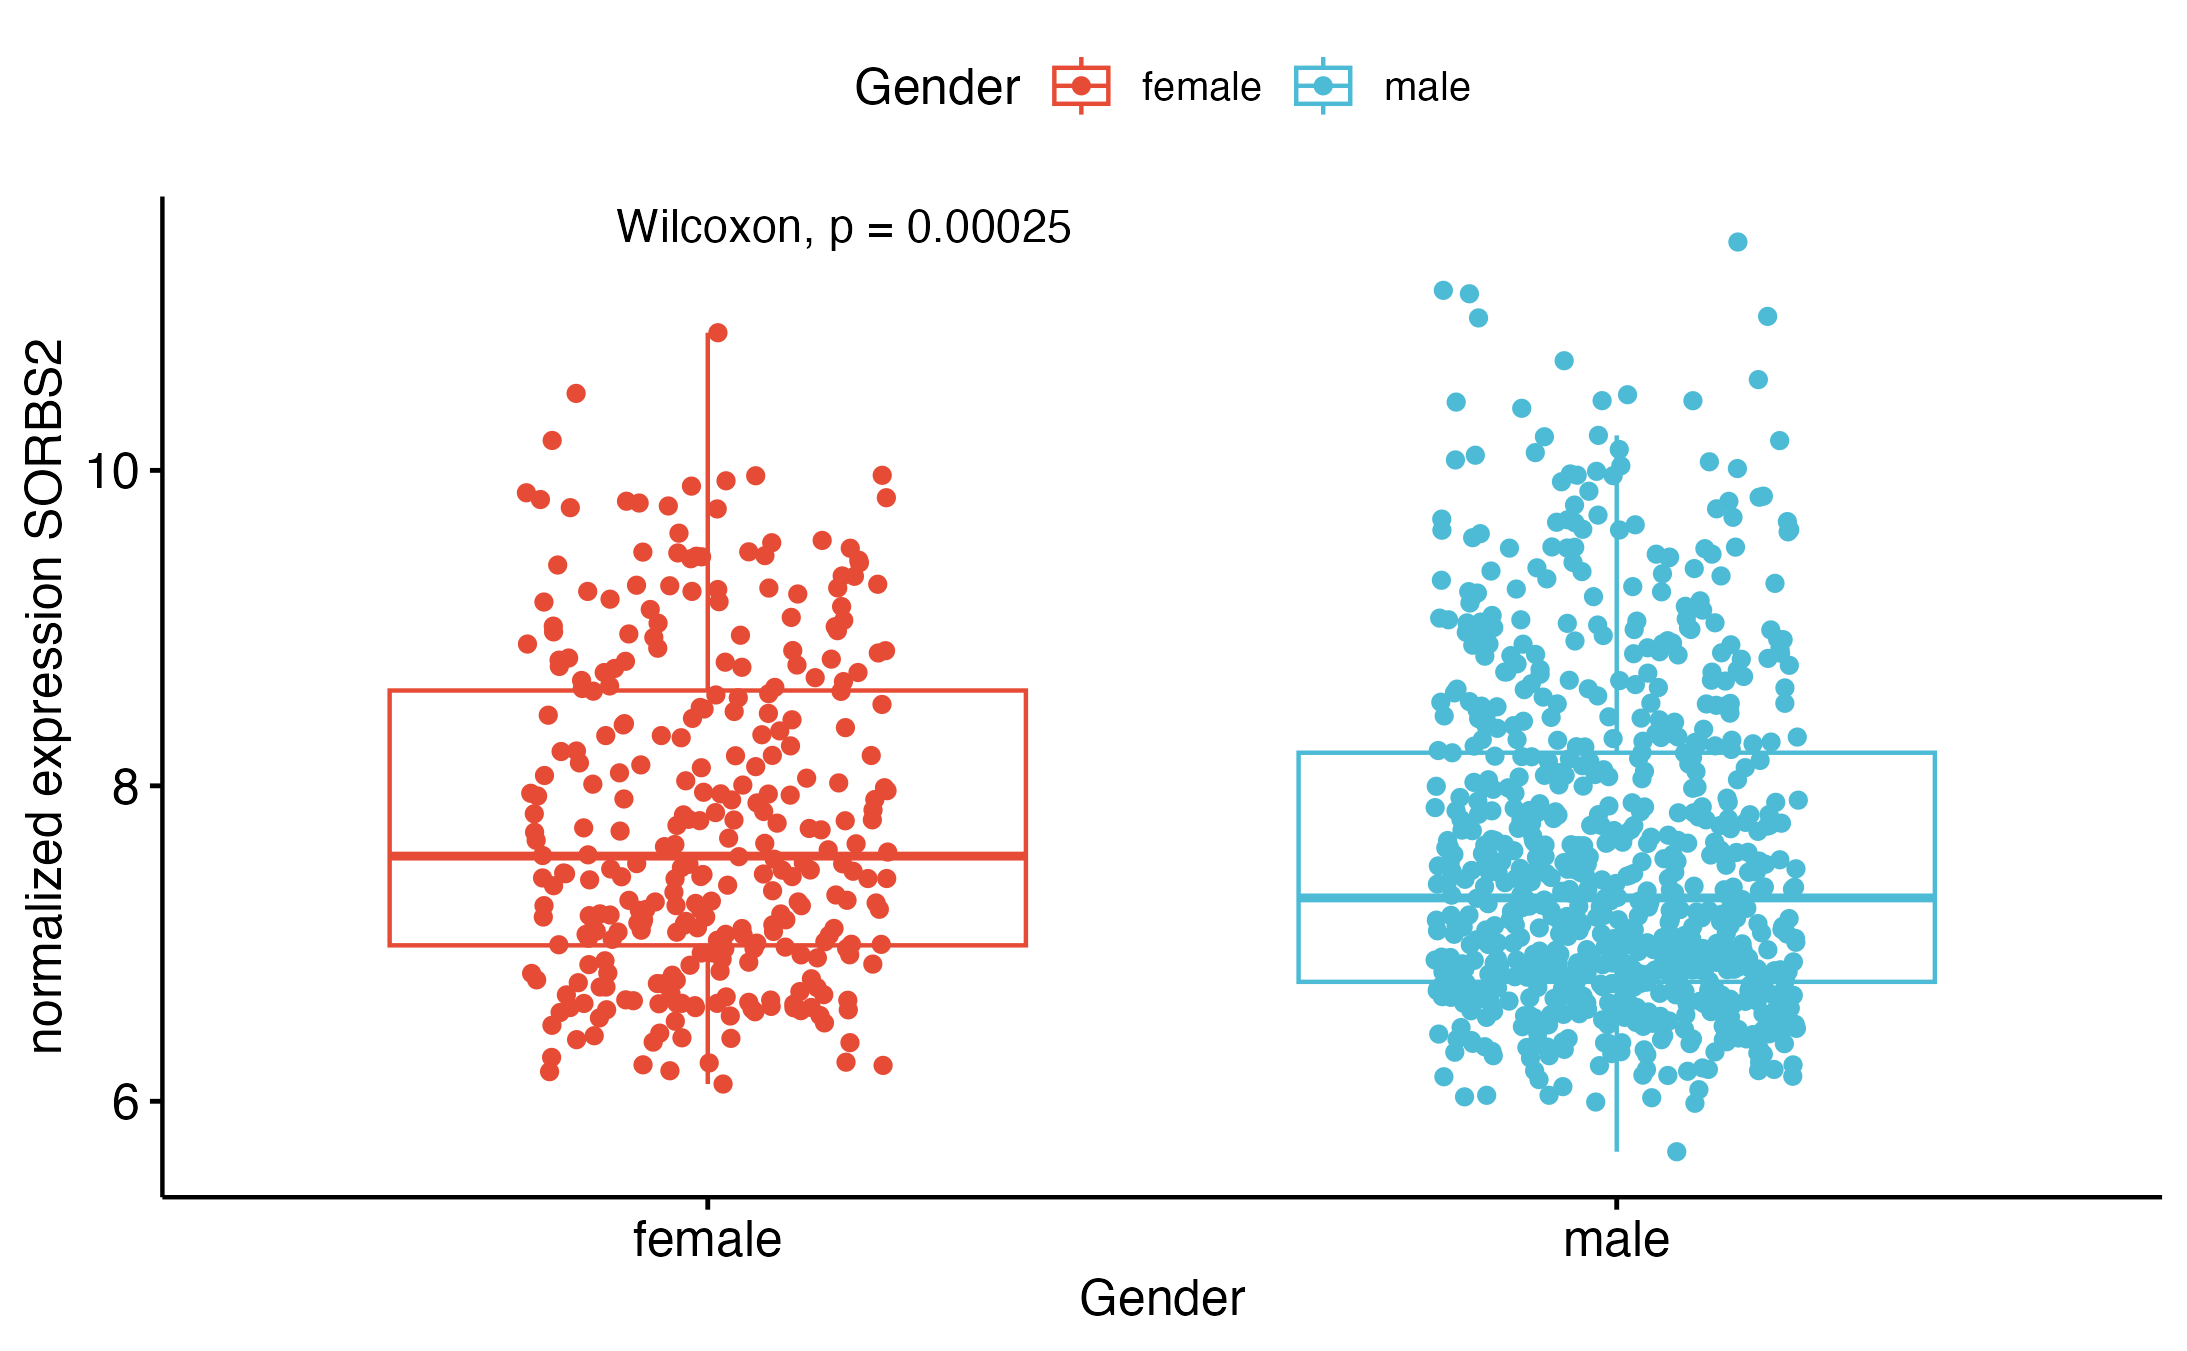 Gender female male
Wilcoxon, p = 0.00025
normalized expression SORBS2
10
8
6
female male
Gender